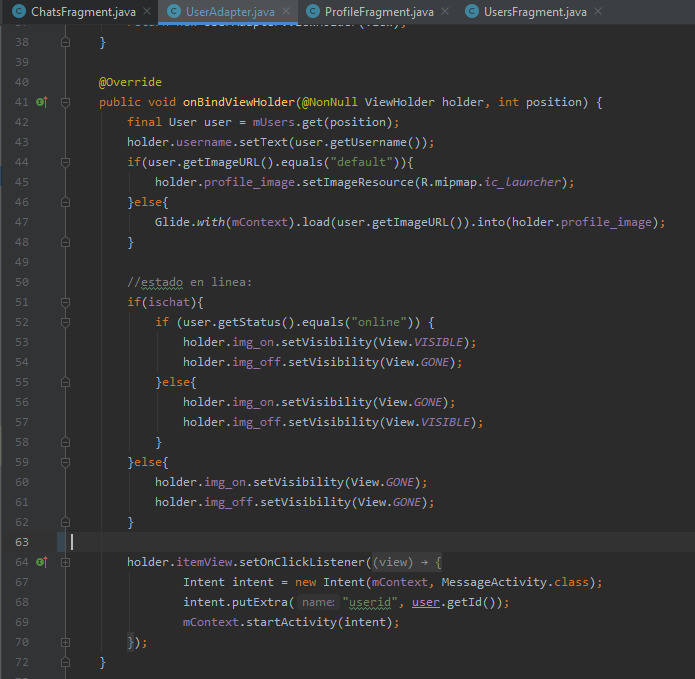 ChatsFragment.java × UserAdapter.java × ProfileFragment.java × UsersFragment.java ×
38 }
39
40 @Override
41 public void onBindViewHolder(@NonNull ViewHolder holder, int position) {
42 final User user = mUsers.get(position);
43 holder.username.setText(user.getUsername());
44 if(user.getImageURL().equals("default")){
45 holder.profile_image.setImageResource(R.mipmap.ic_launcher);
46 }else{
47 Glide.with(mContext).load(user.getImageURL()).into(holder.profile_image);
48 }
49
50 //estado en linea:
51 if(ischat){
52 if (user.getStatus().equals("online")) {
53 holder.img_on.setVisibility(View.VISIBLE);
54 holder.img_off.setVisibility(View.GONE);
55 }else{
56 holder.img_on.setVisibility(View.GONE);
57 holder.img_off.setVisibility(View.VISIBLE);
58 }
59 }else{
60 holder.img_on.setVisibility(View.GONE);
61 holder.img_off.setVisibility(View.GONE);
62 }
63
64 holder.itemView.setOnClickListener((view) → {
67 Intent intent = new Intent(mContext, MessageActivity.class);
68 intent.putExtra( name: "userid", user.getId());
69 mContext.startActivity(intent);
70 });
72 }